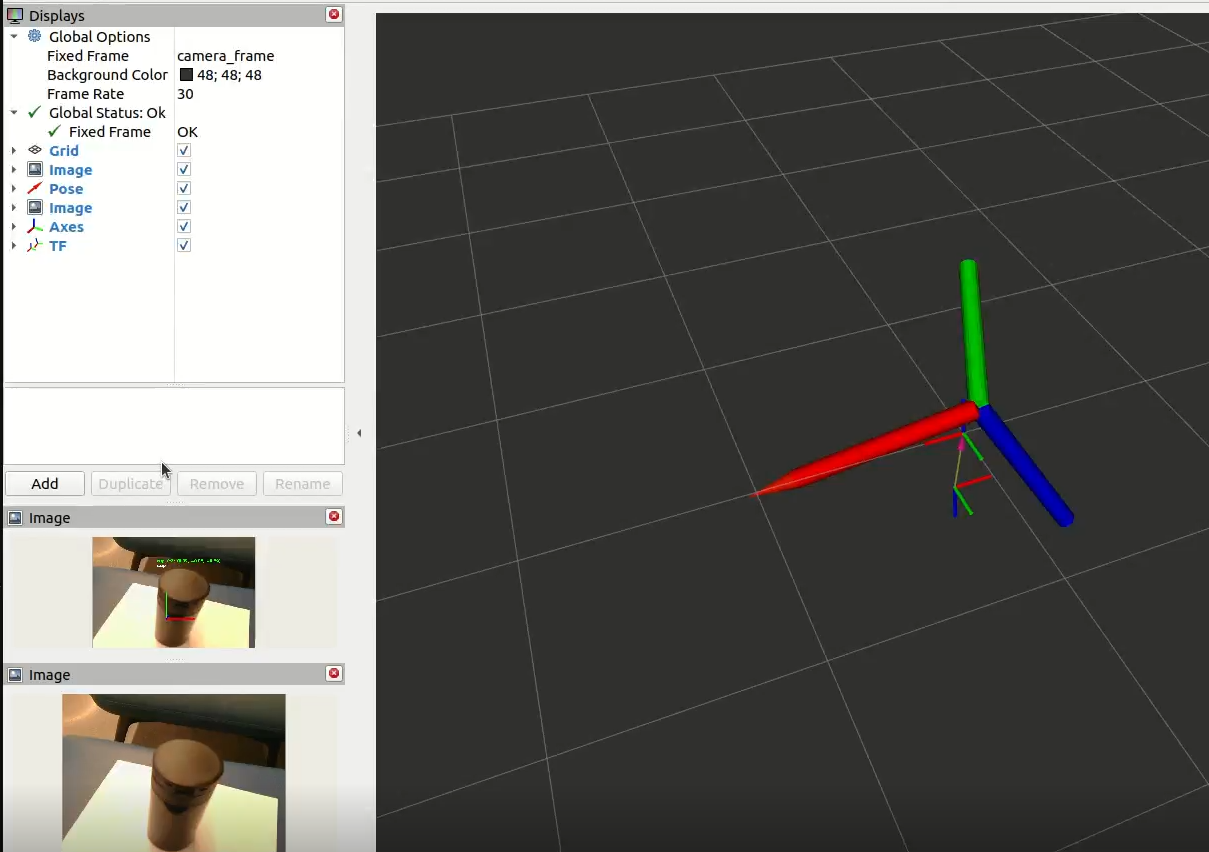 Displays
Global Options
Fixed Frame camera_frame
Background Color 48; 48; 48
Frame Rate 30
Global Status: Ok
Fixed Frame OK
Grid
Image
Pose
Image
Axes
TF
Add Duplicate Remove Rename
Image
Image